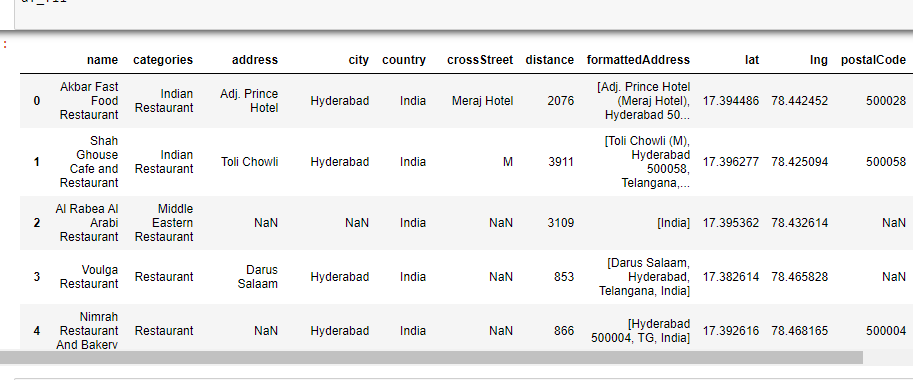 :
name categories address city country crossStreet distance formattedAddress lat lng postalCode
0 Akbar Fast Food Restaurant Indian Restaurant Adj. Prince Hotel Hyderabad India Meraj Hotel 2076 [Adj. Prince Hotel (Meraj Hotel), Hyderabad 50... 17.394486 78.442452 500028
1 Shah Ghouse Cafe and Restaurant Indian Restaurant Toli Chowli Hyderabad India M 3911 [Toli Chowli (M), Hyderabad 500058, Telangana,... 17.396277 78.425094 500058
2 Al Rabea Al Arabi Restaurant Middle Eastern Restaurant NaN NaN India NaN 3109 [India] 17.395362 78.432614 NaN
3 Voulga Restaurant Restaurant Darus Salaam Hyderabad India NaN 853 [Darus Salaam, Hyderabad, Telangana, India] 17.382614 78.465828 NaN
4 Nimrah Restaurant And Bakery Restaurant NaN Hyderabad India NaN 866 [Hyderabad 500004, TG, India] 17.392616 78.468165 500004